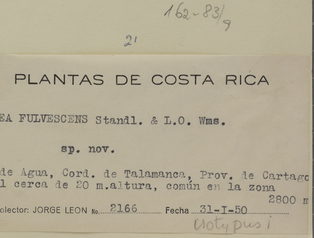 162-83/9
2'
PLANTAS DE COSTA RICA
EA FULVESCENS Standl. & L.O. Wms.
sp. nov.
de Agua, Cord. de Talamanca, Prov. de Cartago
l cerca de 20 m.altura, común en la zona
2800 m
olector: JORGE LEON No. 2166 Fecha 31-I-50
isotypus!